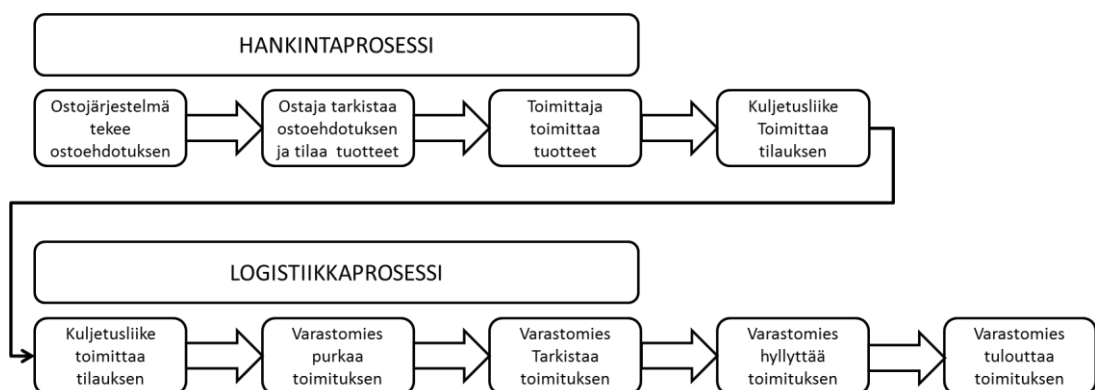 HANKINTAPROSESSI
Ostojärjestelmä
tekee
ostoehdotuksen
Ostaja tarkistaa
ostoehdotuksen
ja tilaa tuotteet
Toimittaja
toimittaa
tuotteet
Kuljetusliike
Toimittaa
tilauksen
LOGISTIIKKAPROSESSI
Kuljetusliike
toimittaa
tilauksen
Varastomies
purkaa
toimituksen
Varastomies
Tarkistaa
toimituksen
Varastomies
hyllyttää
toimituksen
Varastomies
tulouttaa
toimituksen